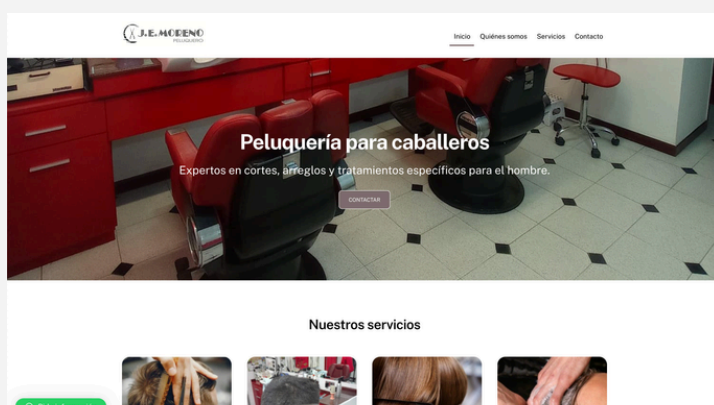 J.E.MORENO
PELUQUERO
Inicio Quiénes somos Servicios Contacto
Peluquería para caballeros
Expertos en cortes, arreglos y tratamientos específicos para el hombre.
CONTACTAR
Nuestros servicios